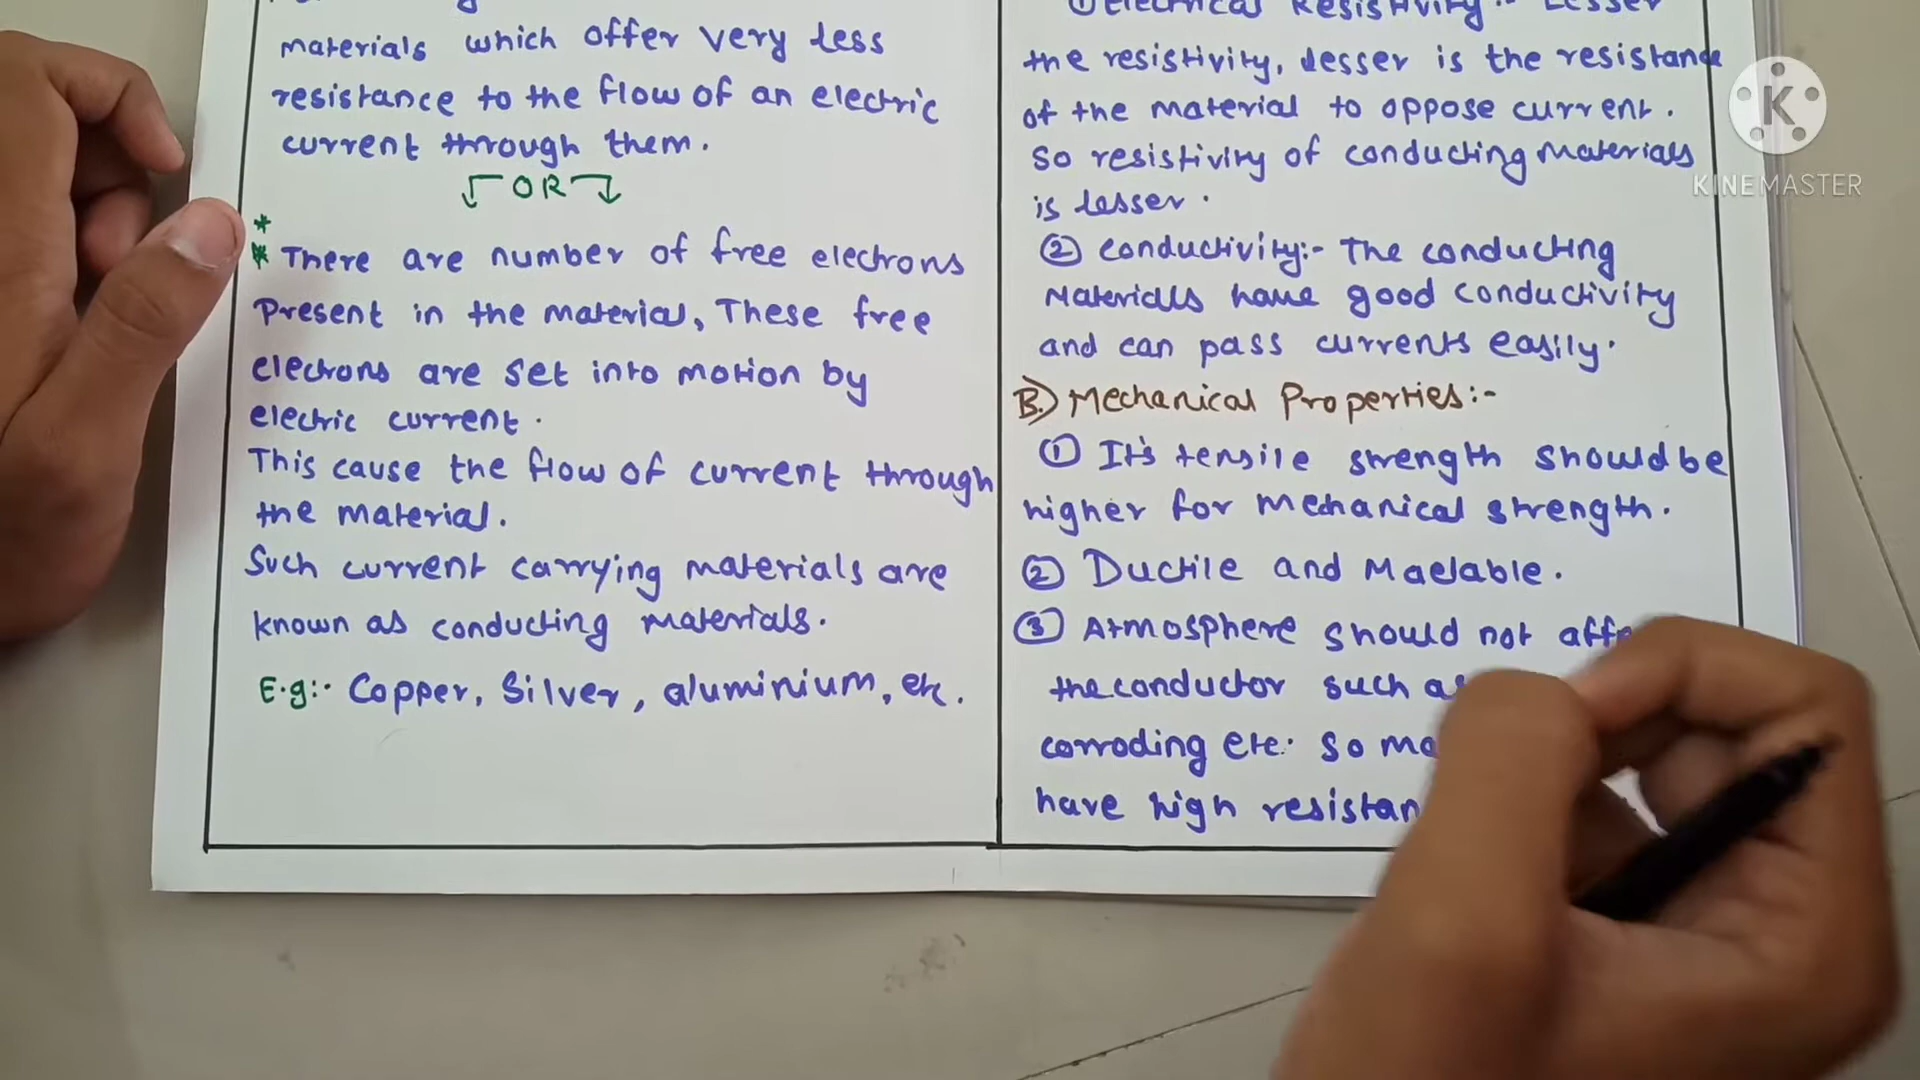 materials which offer very less
resistance to the flow of an electric
current through them.
OR
* There are number of free electrons
Present in the material, These free
electrons are set into motion by
electric current.
This cause the flow of current through
the material.
Such current carrying materials are
known as conducting materials.
E.g:- Copper, Silver, aluminium, etc.
① Electrical Resistivity:- Lesser
the resistivity, lesser is the resistance
of the material to oppose current.
So resistivity of conducting Materials
is lesser.
② Conductivity:- The conducting
Materials have good conductivity
and can pass currents easily.
B.) Mechanical Properties:-
① It's tensile strength should be
higher for Mechanical strength.
② Ductile and Maelable.
③ Atmosphere should not
the conductor such as
corroding etc. So
have high
KINEMASTER